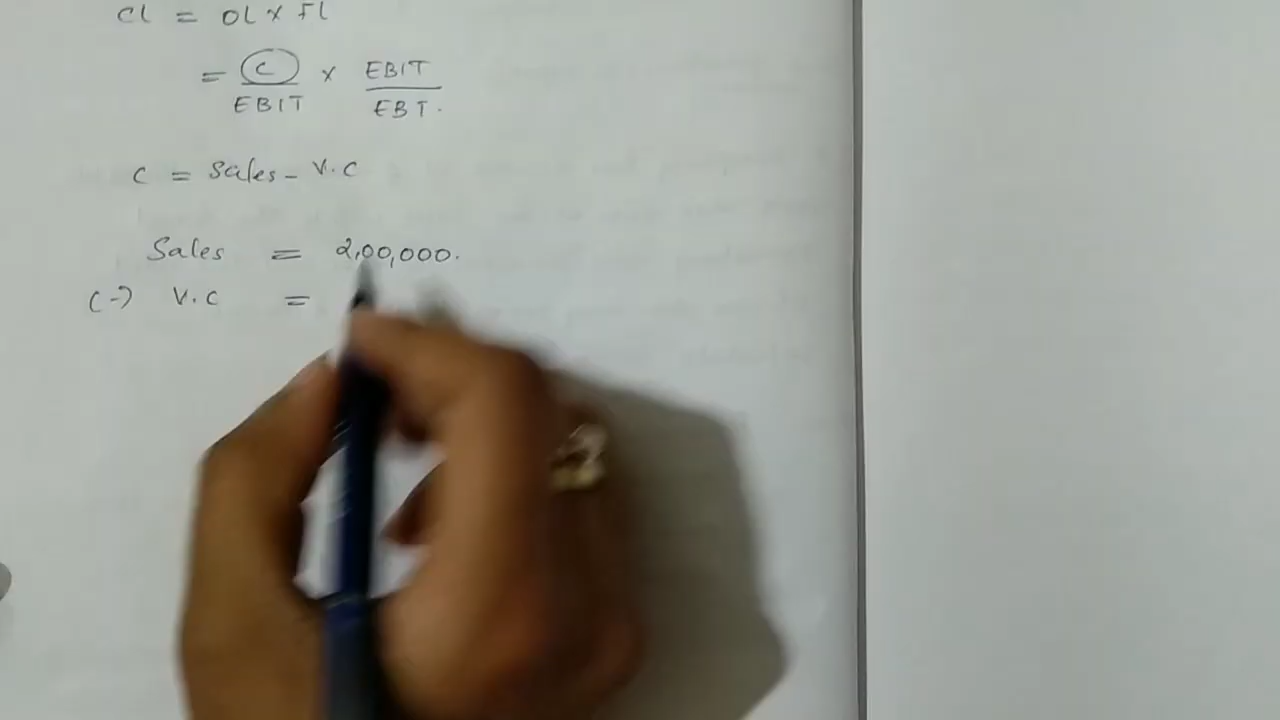 CL = OL x FL
= C / EBIT x EBIT / EBT.
C = Sales - V.C
Sales = 2,00,000.
(-) V.C =